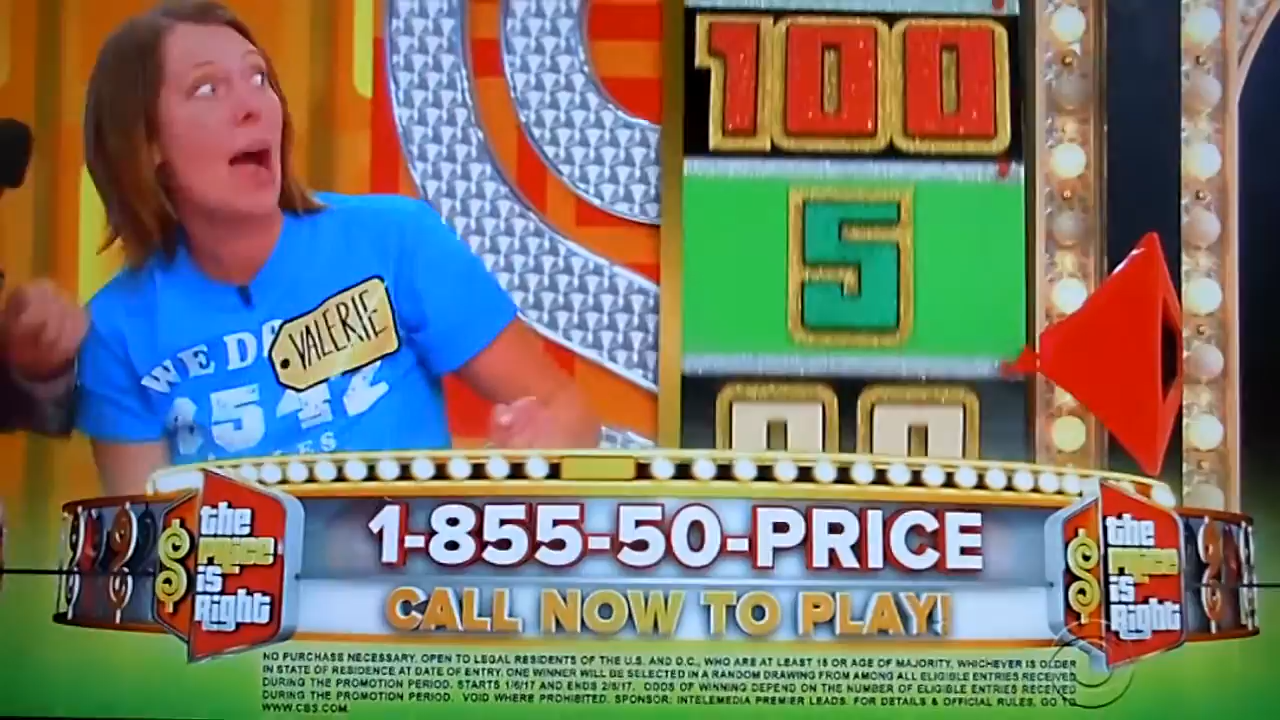 100
5
VALERIE
WE D
1542
ES
1-855-50-PRICE
CALL NOW TO PLAY!
the
PRICE
is
Right
$
the
PRICE
is
Right
$
NO PURCHASE NECESSARY. OPEN TO LEGAL RESIDENTS OF THE U.S. AND D.C., WHO ARE AT LEAST 18 OR AGE OF MAJORITY, WHICHEVER IS OLDER
IN STATE OF RESIDENCE AT DATE OF ENTRY. ONE WINNER WILL BE SELECTED IN A RANDOM DRAWING FROM AMONG ALL ELIGIBLE ENTRIES RECEIVED
DURING THE PROMOTION PERIOD. STARTS 1/6/17 AND ENDS 2/8/17. ODDS OF WINNING DEPEND ON THE NUMBER OF ELIGIBLE ENTRIES RECEIVED
DURING THE PROMOTION PERIOD. VOID WHERE PROHIBITED. SPONSOR: INTELEMEDIA PREMIER LEADS. FOR DETAILS & OFFICIAL RULES, GO TO
WWW.CBS.COM.